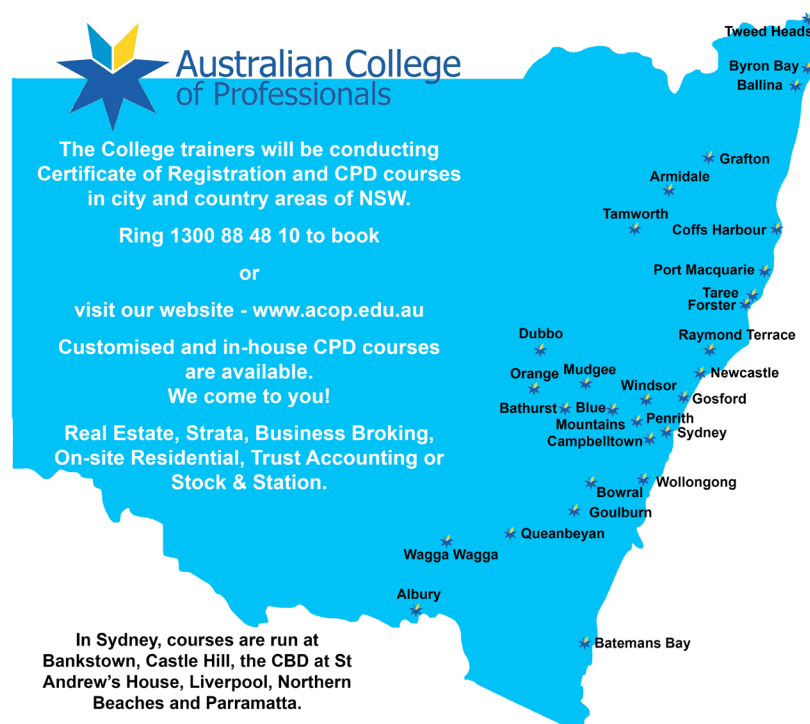 Australian College
of Professionals
The College trainers will be conducting
Certificate of Registration and CPD courses
in city and country areas of NSW.
Ring 1300 88 48 10 to book
or
visit our website - www.acop.edu.au
Customised and in-house CPD courses
are available.
We come to you!
Real Estate, Strata, Business Broking,
On-site Residential, Trust Accounting or
Stock & Station.
Tweed Heads
Byron Bay
Ballina
Grafton
Armidale
Tamworth
Coffs Harbour
Port Macquarie
Taree
Forster
Raymond Terrace
Dubbo
Mudgee
Orange
Newcastle
Windsor
Gosford
Bathurst
Blue
Mountains
Penrith
Sydney
Campbelltown
Wollongong
Bowral
Goulburn
Queanbeyan
Wagga Wagga
Albury
Batemans Bay
In Sydney, courses are run at
Bankstown, Castle Hill, the CBD at St
Andrew's House, Liverpool, Northern
Beaches and Parramatta.